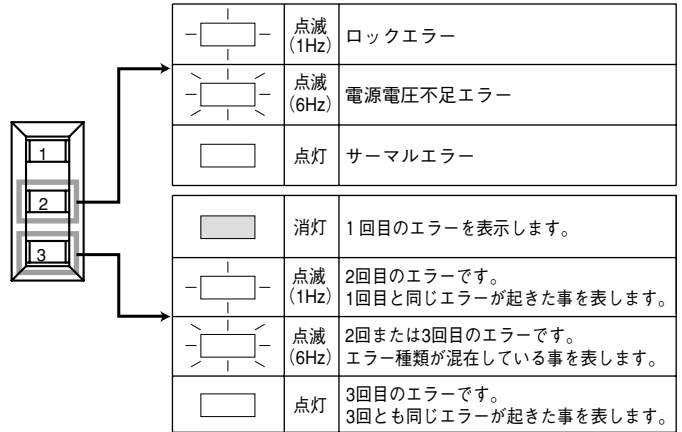 点滅
(1Hz)
ロックエラー
点滅
(6Hz)
電源電圧不足エラー
点灯
サーマルエラー
1
2
3
消灯
1回目のエラーを表示します。
点滅
(1Hz)
2回目のエラーです。
1回目と同じエラーが起きた事を表します。
点滅
(6Hz)
2回または3回目のエラーです。
エラー種類が混在している事を表します。
点灯
3回目のエラーです。
3回とも同じエラーが起きた事を表します。